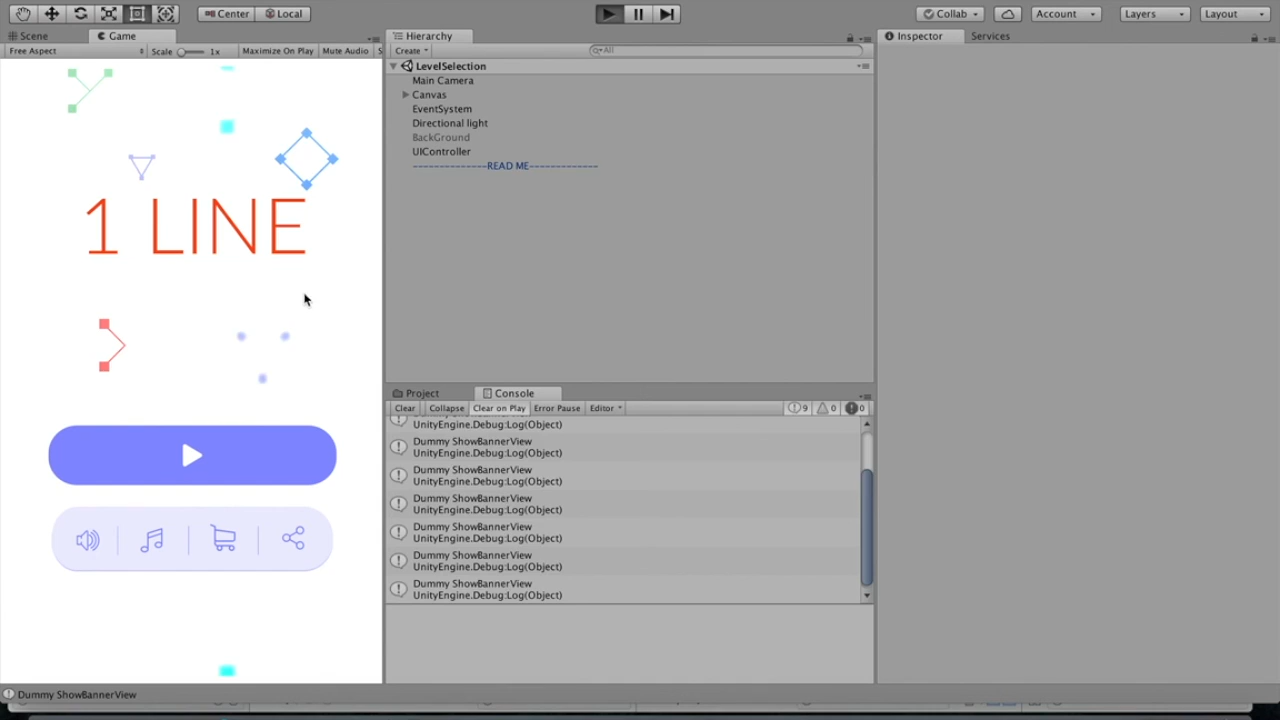 Center Local Collab Account Layers Layout
Scene Game
Free Aspect Scale 1x Maximize On Play Mute Audio S
1 LINE
Hierarchy
Create All
LevelSelection
Main Camera
Canvas
EventSystem
Directional light
BackGround
UIController
--------------READ ME-------------
Project Console
Clear Collapse Clear on Play Error Pause Editor 9 0 0
UnityEngine.Debug:Log(Object)
Dummy ShowBannerView
UnityEngine.Debug:Log(Object)
Dummy ShowBannerView
UnityEngine.Debug:Log(Object)
Dummy ShowBannerView
UnityEngine.Debug:Log(Object)
Dummy ShowBannerView
UnityEngine.Debug:Log(Object)
Dummy ShowBannerView
UnityEngine.Debug:Log(Object)
Dummy ShowBannerView
UnityEngine.Debug:Log(Object)
Inspector Services
Dummy ShowBannerView